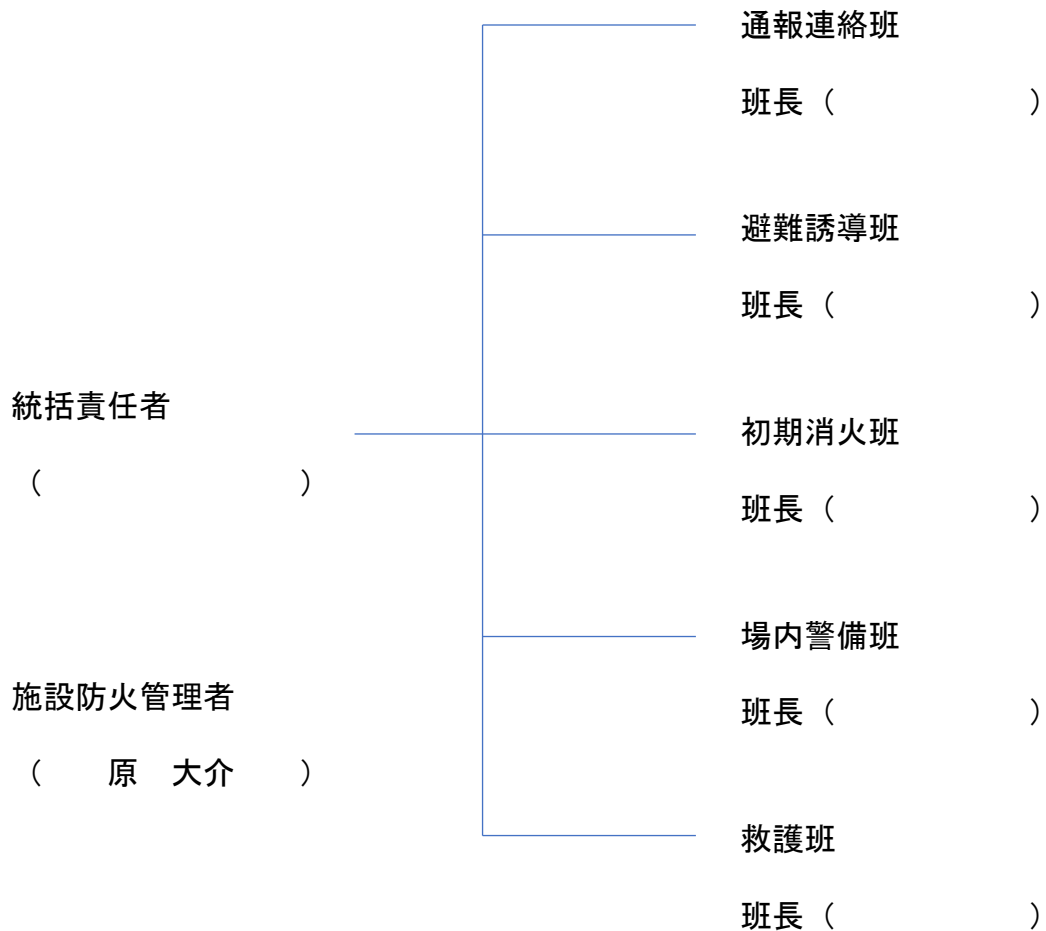 統括責任者
（　　　　　　　　）
施設防火管理者
（　　原　大介　　）
通報連絡班
班長（　　　　　　）
避難誘導班
班長（　　　　　　）
初期消火班
班長（　　　　　　）
場内警備班
班長（　　　　　　）
救護班
班長（　　　　　　）